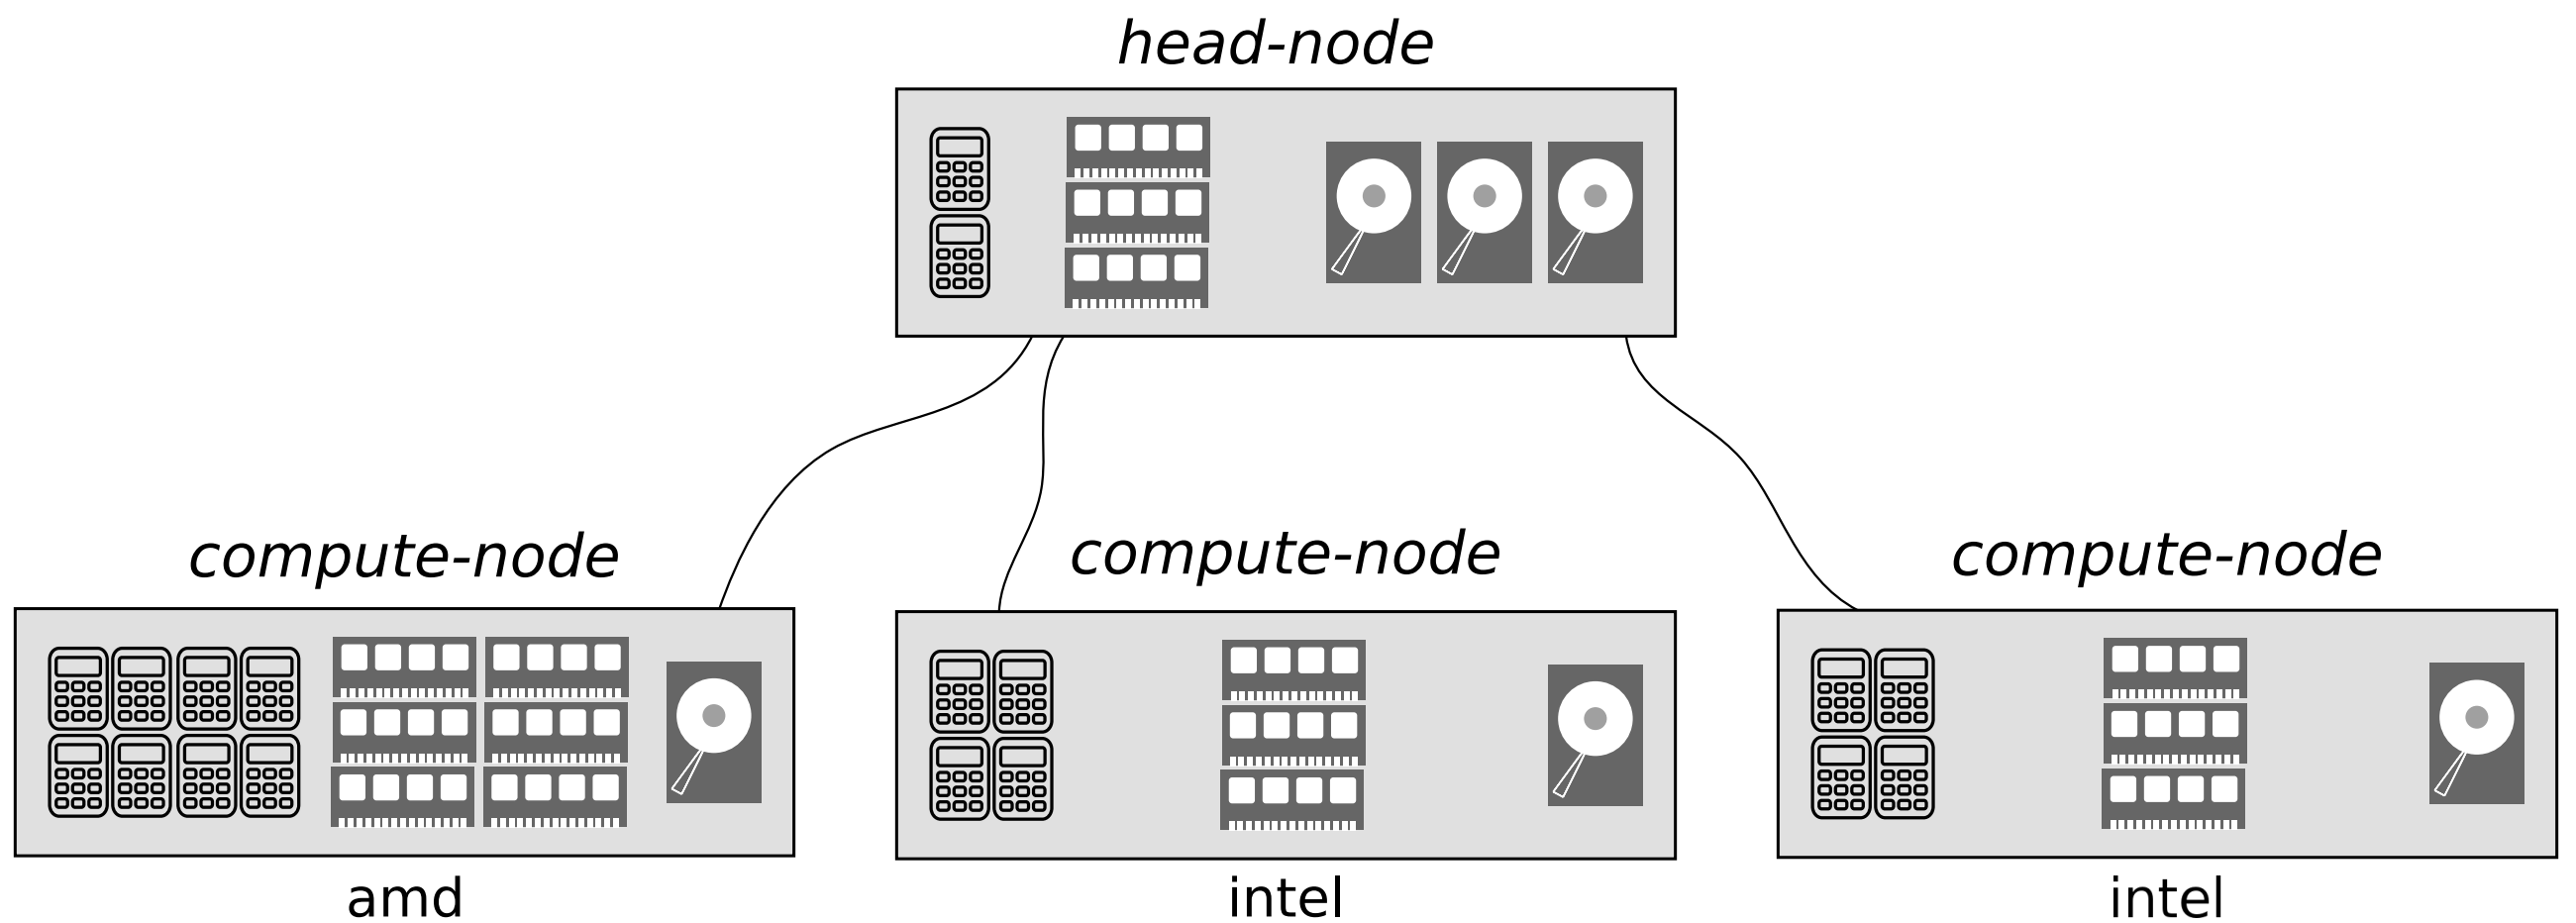 head-node
compute-node
compute-node
compute-node
amd
intel
intel